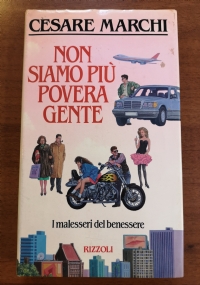 CESARE MARCHI
NON
SIAMO PIÙ
POVERA
GENTE
I malesseri del benessere
RIZZOLI